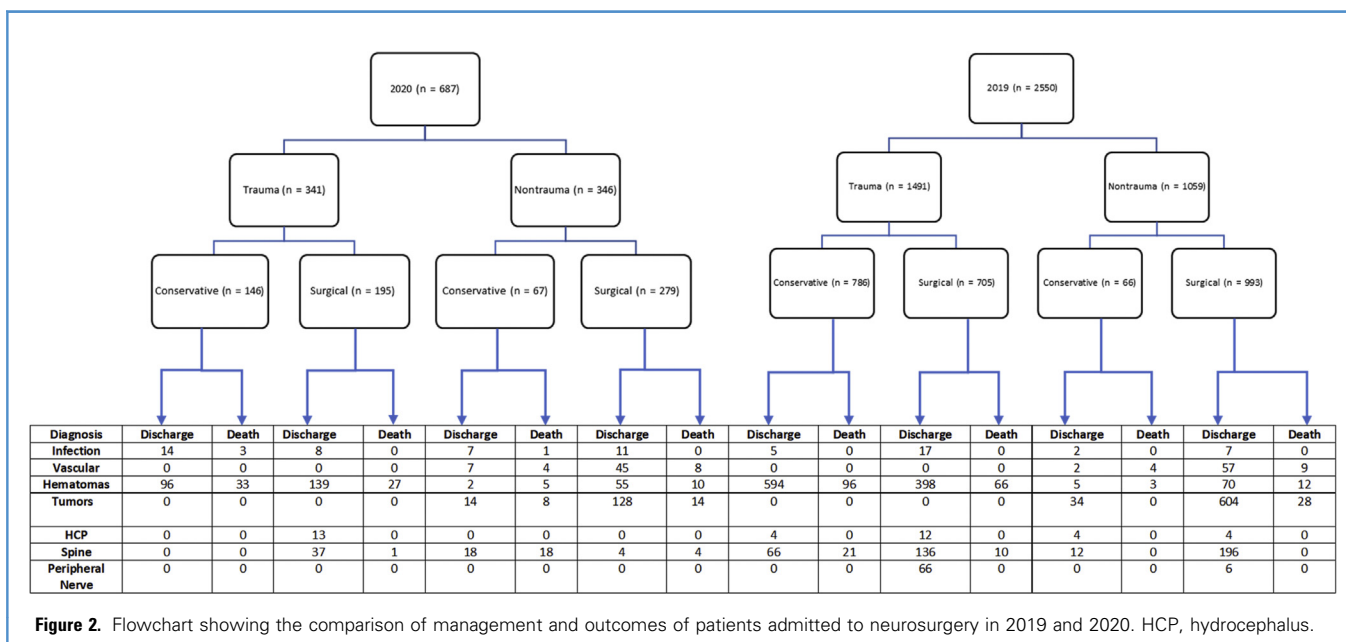 2020 (n = 687)
2019 (n = 2550)
Trauma (n = 341)
Nontrauma (n = 346)
Trauma (n = 1491)
Nontrauma (n = 1059)
Conservative (n = 146)
Surgical (n = 195)
Conservative (n = 67)
Surgical (n = 279)
Conservative (n = 786)
Surgical (n = 705)
Conservative (n = 66)
Surgical (n = 993)
Diagnosis Discharge Death Discharge Death Discharge Death Discharge Death Discharge Death Discharge Death Discharge Death Discharge Death
Infection 14 3 8 0 7 1 11 0 5 0 17 0 2 0 7 0
Vascular 0 0 0 0 7 4 45 8 0 0 0 0 2 4 57 9
Hematomas 96 33 139 27 2 5 55 10 594 96 398 66 5 3 70 12
Tumors 0 0 0 0 14 8 128 14 0 0 0 0 34 0 604 28
HCP 0 0 13 0 0 0 0 0 4 0 12 0 4 0 4 0
Spine 0 0 37 1 18 18 4 4 66 21 136 10 12 0 196 0
Peripheral 0 0 0 0 0 0 0 0 0 0 66 0 0 0 6 0
Nerve
Figure 2. Flowchart showing the comparison of management and outcomes of patients admitted to neurosurgery in 2019 and 2020. HCP, hydrocephalus.